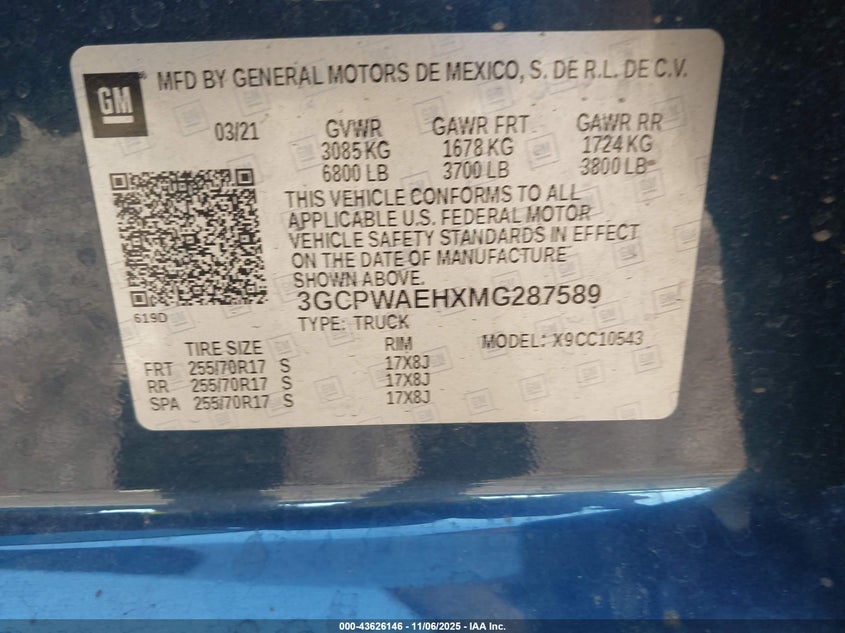 GM
MFD BY GENERAL MOTORS DE MEXICO, S. DE R.L. DE C.V.
03/21
GVWR GAWR FRT GAWR RR
3085 KG 1678 KG 1724 KG
6800 LB 3700 LB 3800 LB
THIS VEHICLE CONFORMS TO ALL
APPLICABLE U.S. FEDERAL MOTOR
VEHICLE SAFETY STANDARDS IN EFFECT
ON THE DATE OF MANUFACTURE
SHOWN ABOVE.
3GCPWAEHXMG287589
619D
TYPE: TRUCK
TIRE SIZE RIM MODEL: X9CC10543
FRT 255/70R17 S 17X8J
RR 255/70R17 S 17X8J
SPA 255/70R17 S 17X8J
000-43626146 - 11/06/2025 - IAA Inc.